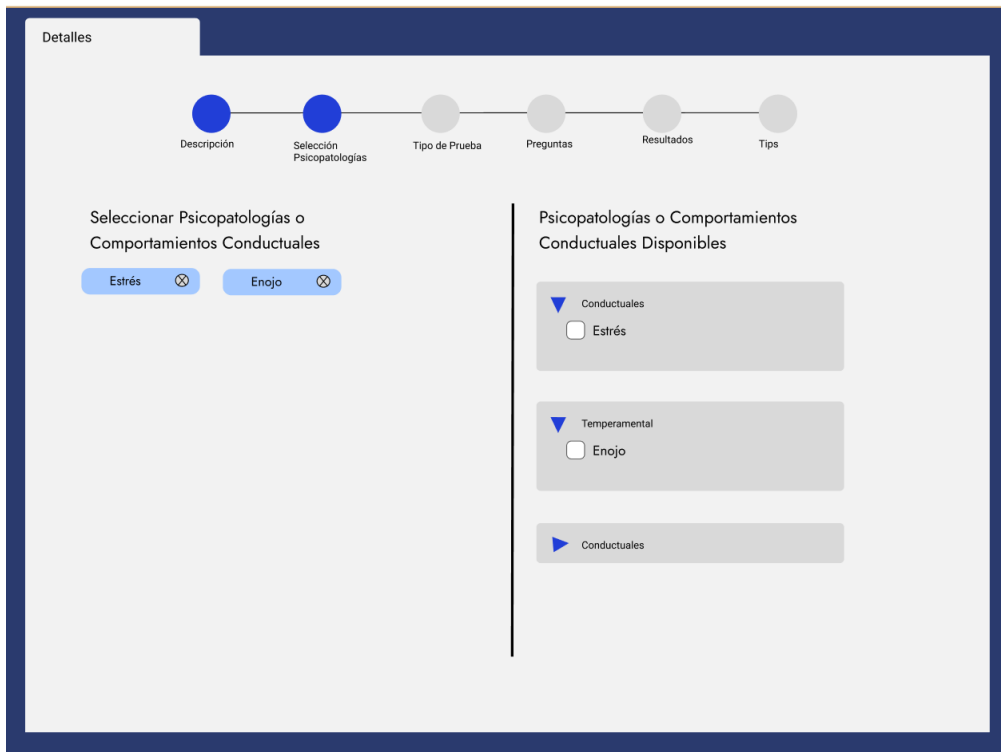 Detalles
Descripción
Selección
Psicopatologías
Tipo de Prueba
Preguntas
Resultados
Tips
Seleccionar Psicopatologías o
Comportamientos Conductuales
Estrés
Enojo
Psicopatologías o Comportamientos
Conductuales Disponibles
Conductuales
Estrés
Temperamental
Enojo
Conductuales